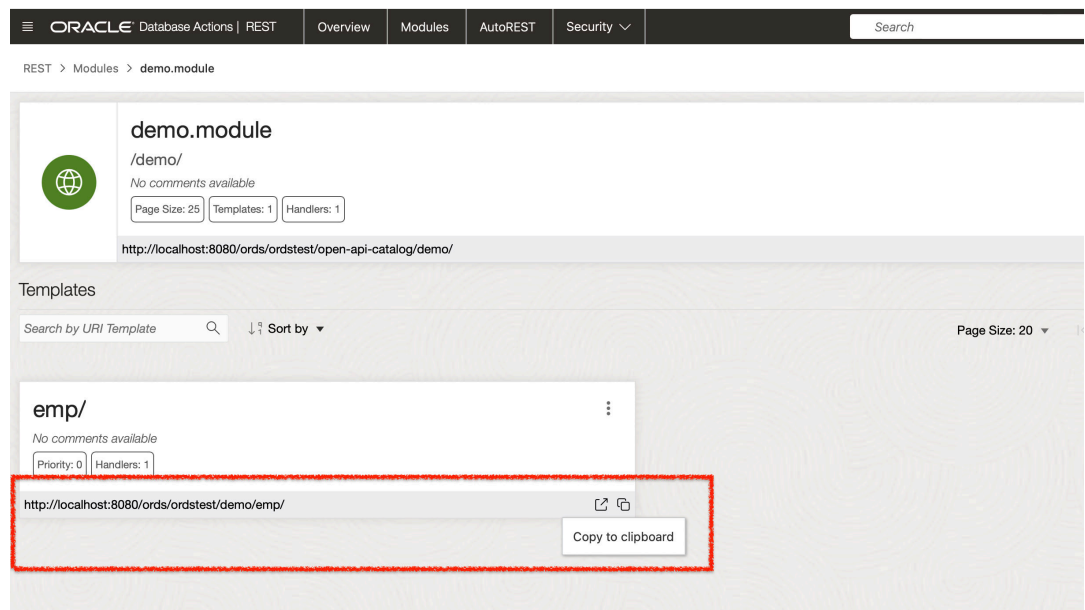 ORACLE Database Actions | REST Overview Modules AutoREST Security Search
REST > Modules > demo.module
demo.module
/demo/
No comments available
Page Size: 25 Templates: 1 Handlers: 1
http://localhost:8080/ords/ordstest/open-api-catalog/demo/
Templates
Search by URI Template Sort by Page Size: 20
emp/
No comments available
Priority: 0 Handlers: 1
http://localhost:8080/ords/ordstest/demo/emp/
Copy to clipboard